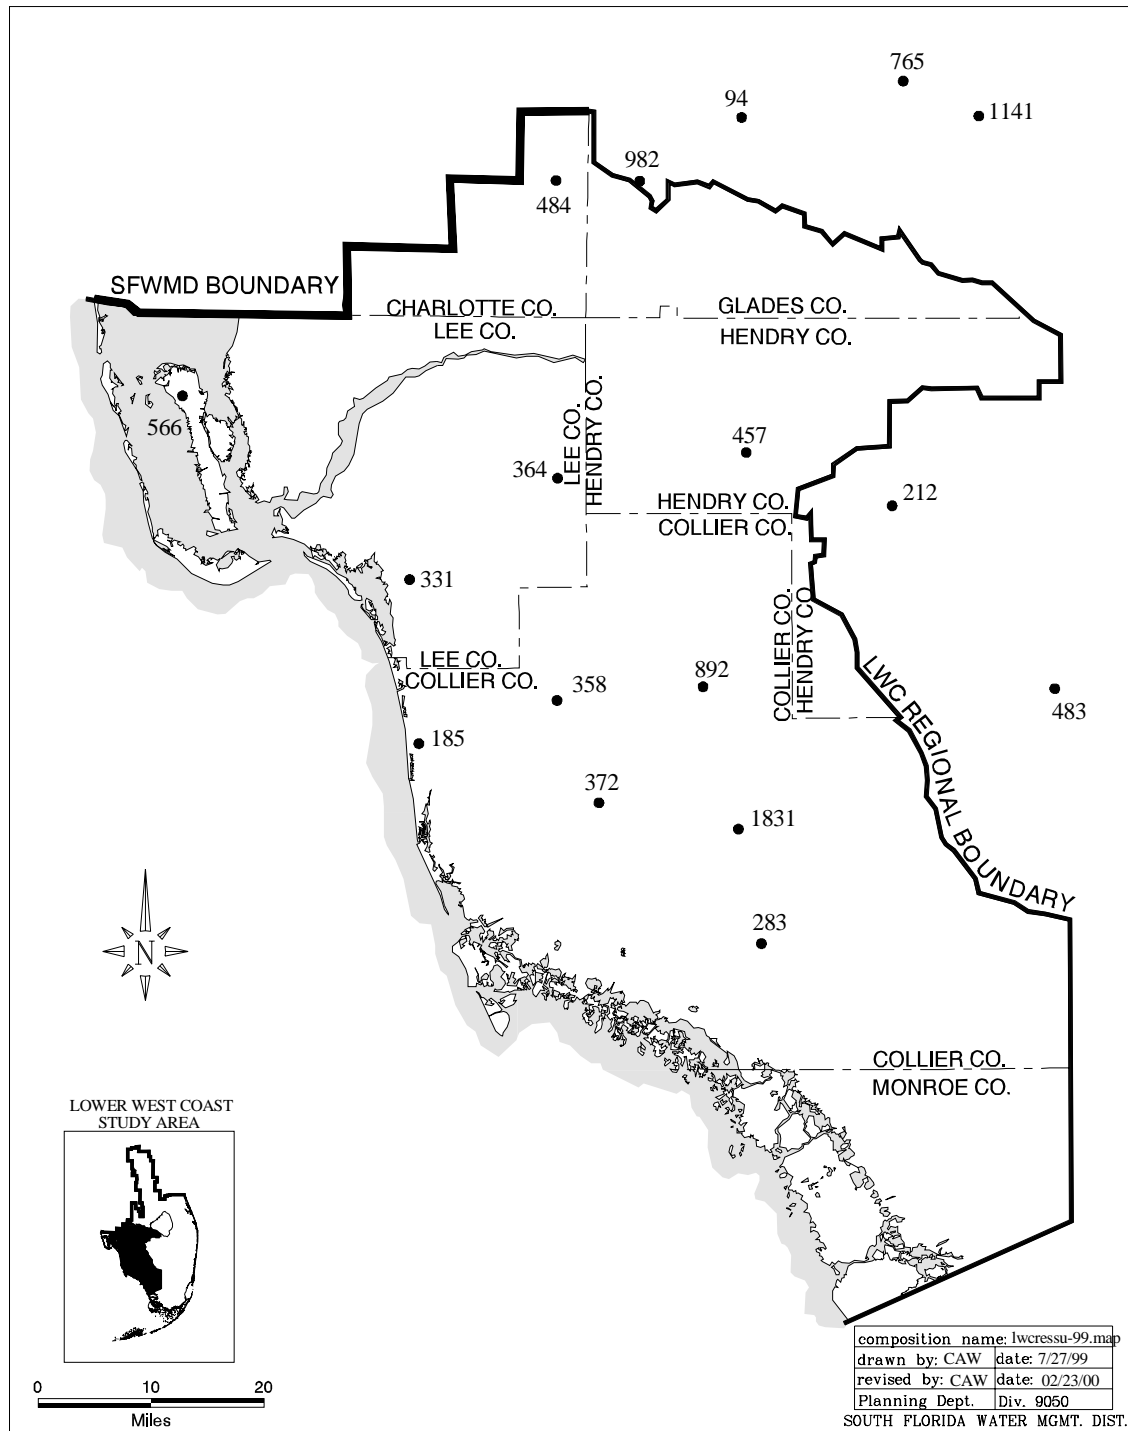 765
94
1141
982
484
SFWMD BOUNDARY
CHARLOTTE CO.
GLADES CO.
LEE CO.
HENDRY CO.
566
LEE CO.
HENDRY CO.
457
364
212
HENDRY CO.
COLLIER CO.
331
COLLIER CO.
HENDRY CO.
LEE CO.
COLLIER CO.
892
358
LWC REGIONAL BOUNDARY
483
185
372
1831
283
N
COLLIER CO.
MONROE CO.
LOWER WEST COAST
STUDY AREA
0 10 20
Miles
composition name: lwcressu-99.map
drawn by: CAW date: 7/27/99
revised by: CAW date: 02/23/00
Planning Dept. Div. 9050
SOUTH FLORIDA WATER MGMT. DIST.